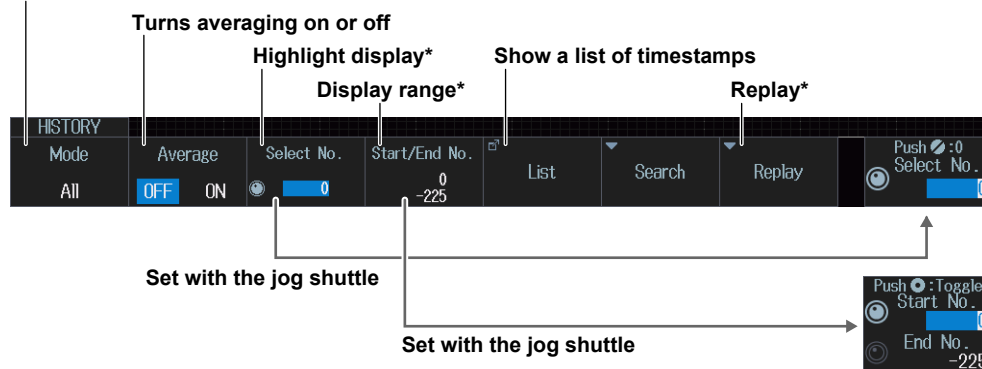 Turns averaging on or off
Highlight display*
Show a list of timestamps
Display range*
Replay*
HISTORY
Mode
All
Average
OFF ON
Select No.
0
Start/End No.
0
-225
List
Search
Replay
Push :0
Select No.
0
Set with the jog shuttle
Push :Toggle
Start No.
0
End No.
-225
Set with the jog shuttle